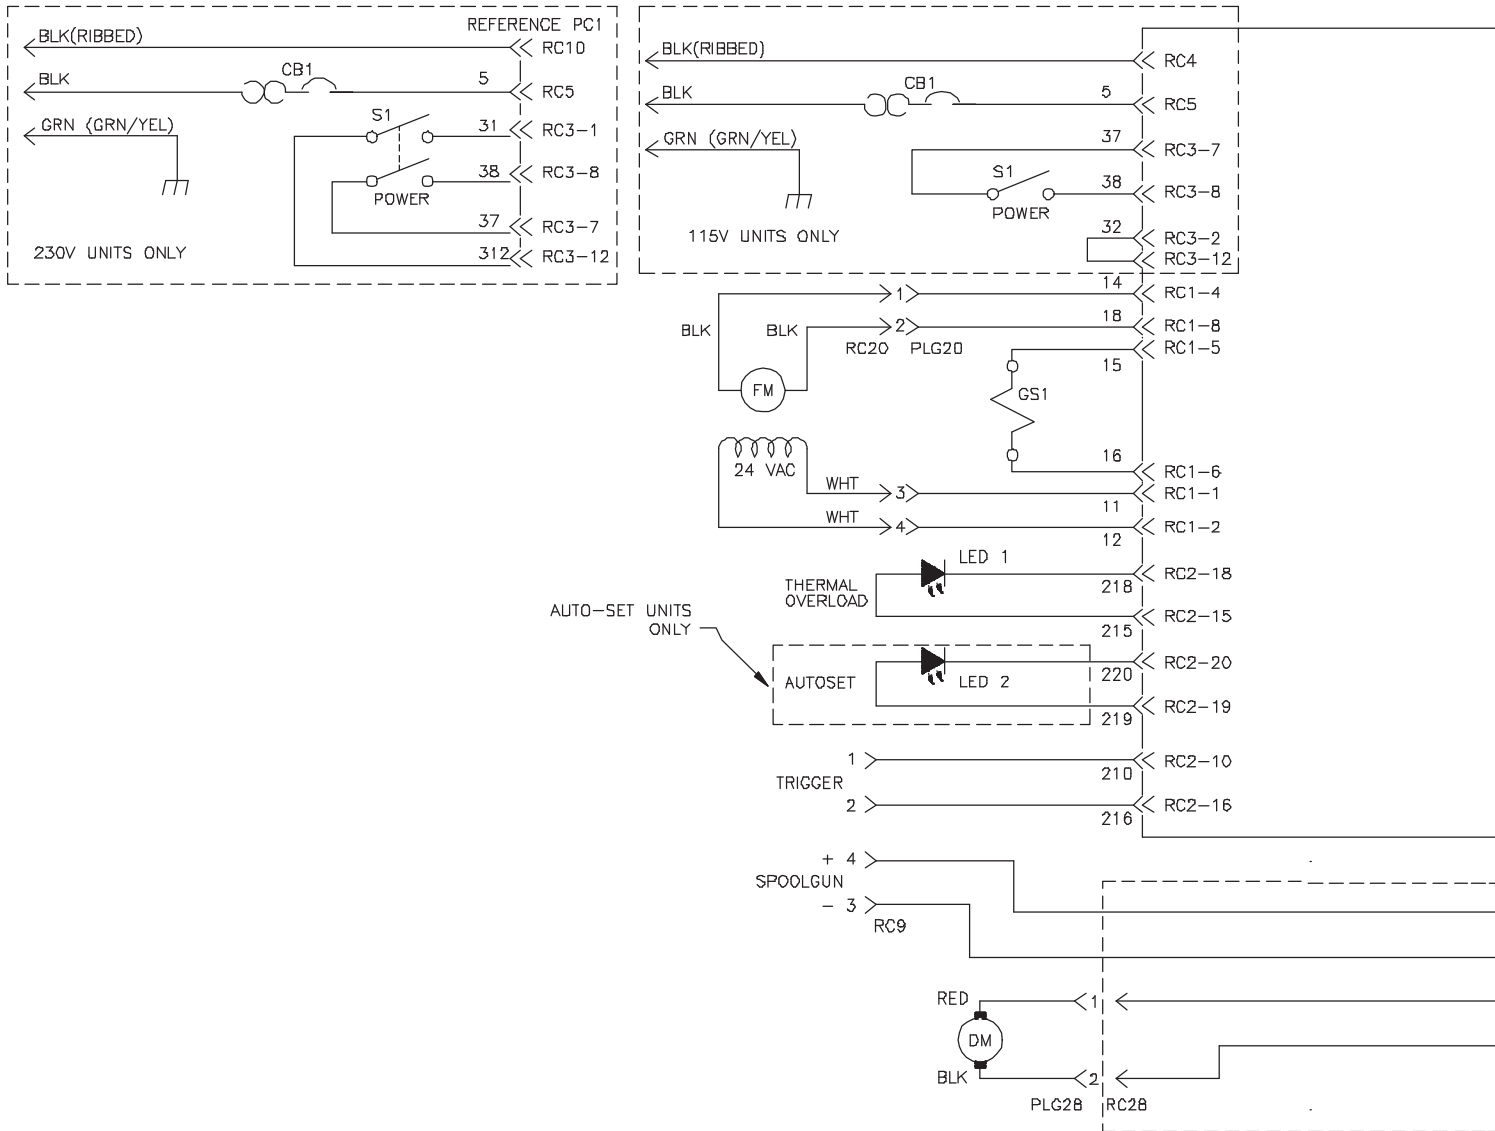 REFERENCE PC1
BLK(RIBBED)
RC10
BLK
CB1
5
RC5
GRN (GRN/YEL)
S1
31
RC3-1
38
RC3-8
POWER
37
RC3-7
230V UNITS ONLY
312
RC3-12
BLK(RIBBED)
RC4
BLK
CB1
5
RC5
GRN (GRN/YEL)
37
RC3-7
S1
38
RC3-8
POWER
115V UNITS ONLY
32
RC3-2
RC3-12
14
1
RC1-4
BLK
BLK
18
2
RC1-8
RC20
PLG20
RC1-5
15
FM
GS1
24 VAC
16
RC1-6
WHT
3
RC1-1
11
WHT
4
RC1-2
12
LED 1
THERMAL
OVERLOAD
RC2-18
218
RC2-15
215
AUTO-SET UNITS
ONLY
AUTOSET
LED 2
RC2-20
220
RC2-19
219
1
RC2-10
210
TRIGGER
2
RC2-16
216
+ 4
SPOOLGUN
- 3
RC9
RED
1
DM
BLK
2
PLG28
RC28